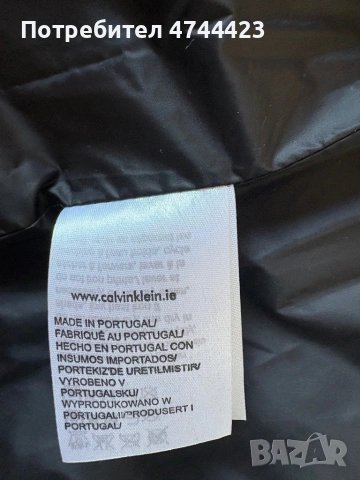 Потребител 4744423
www.calvinklein.ie
MADE IN PORTUGAL/
FABRIQUÉ AU PORTUGAL/
HECHO EN PORTUGAL CON
INSUMOS IMPORTADOS/
PORTEKIZ'DE URETILMISTIR/
VYROBENO V
PORTUGALSKU/
WYPRODUKOWANO W
PORTUGALII/PRODUSERT I
PORTUGAL/
BAZAR